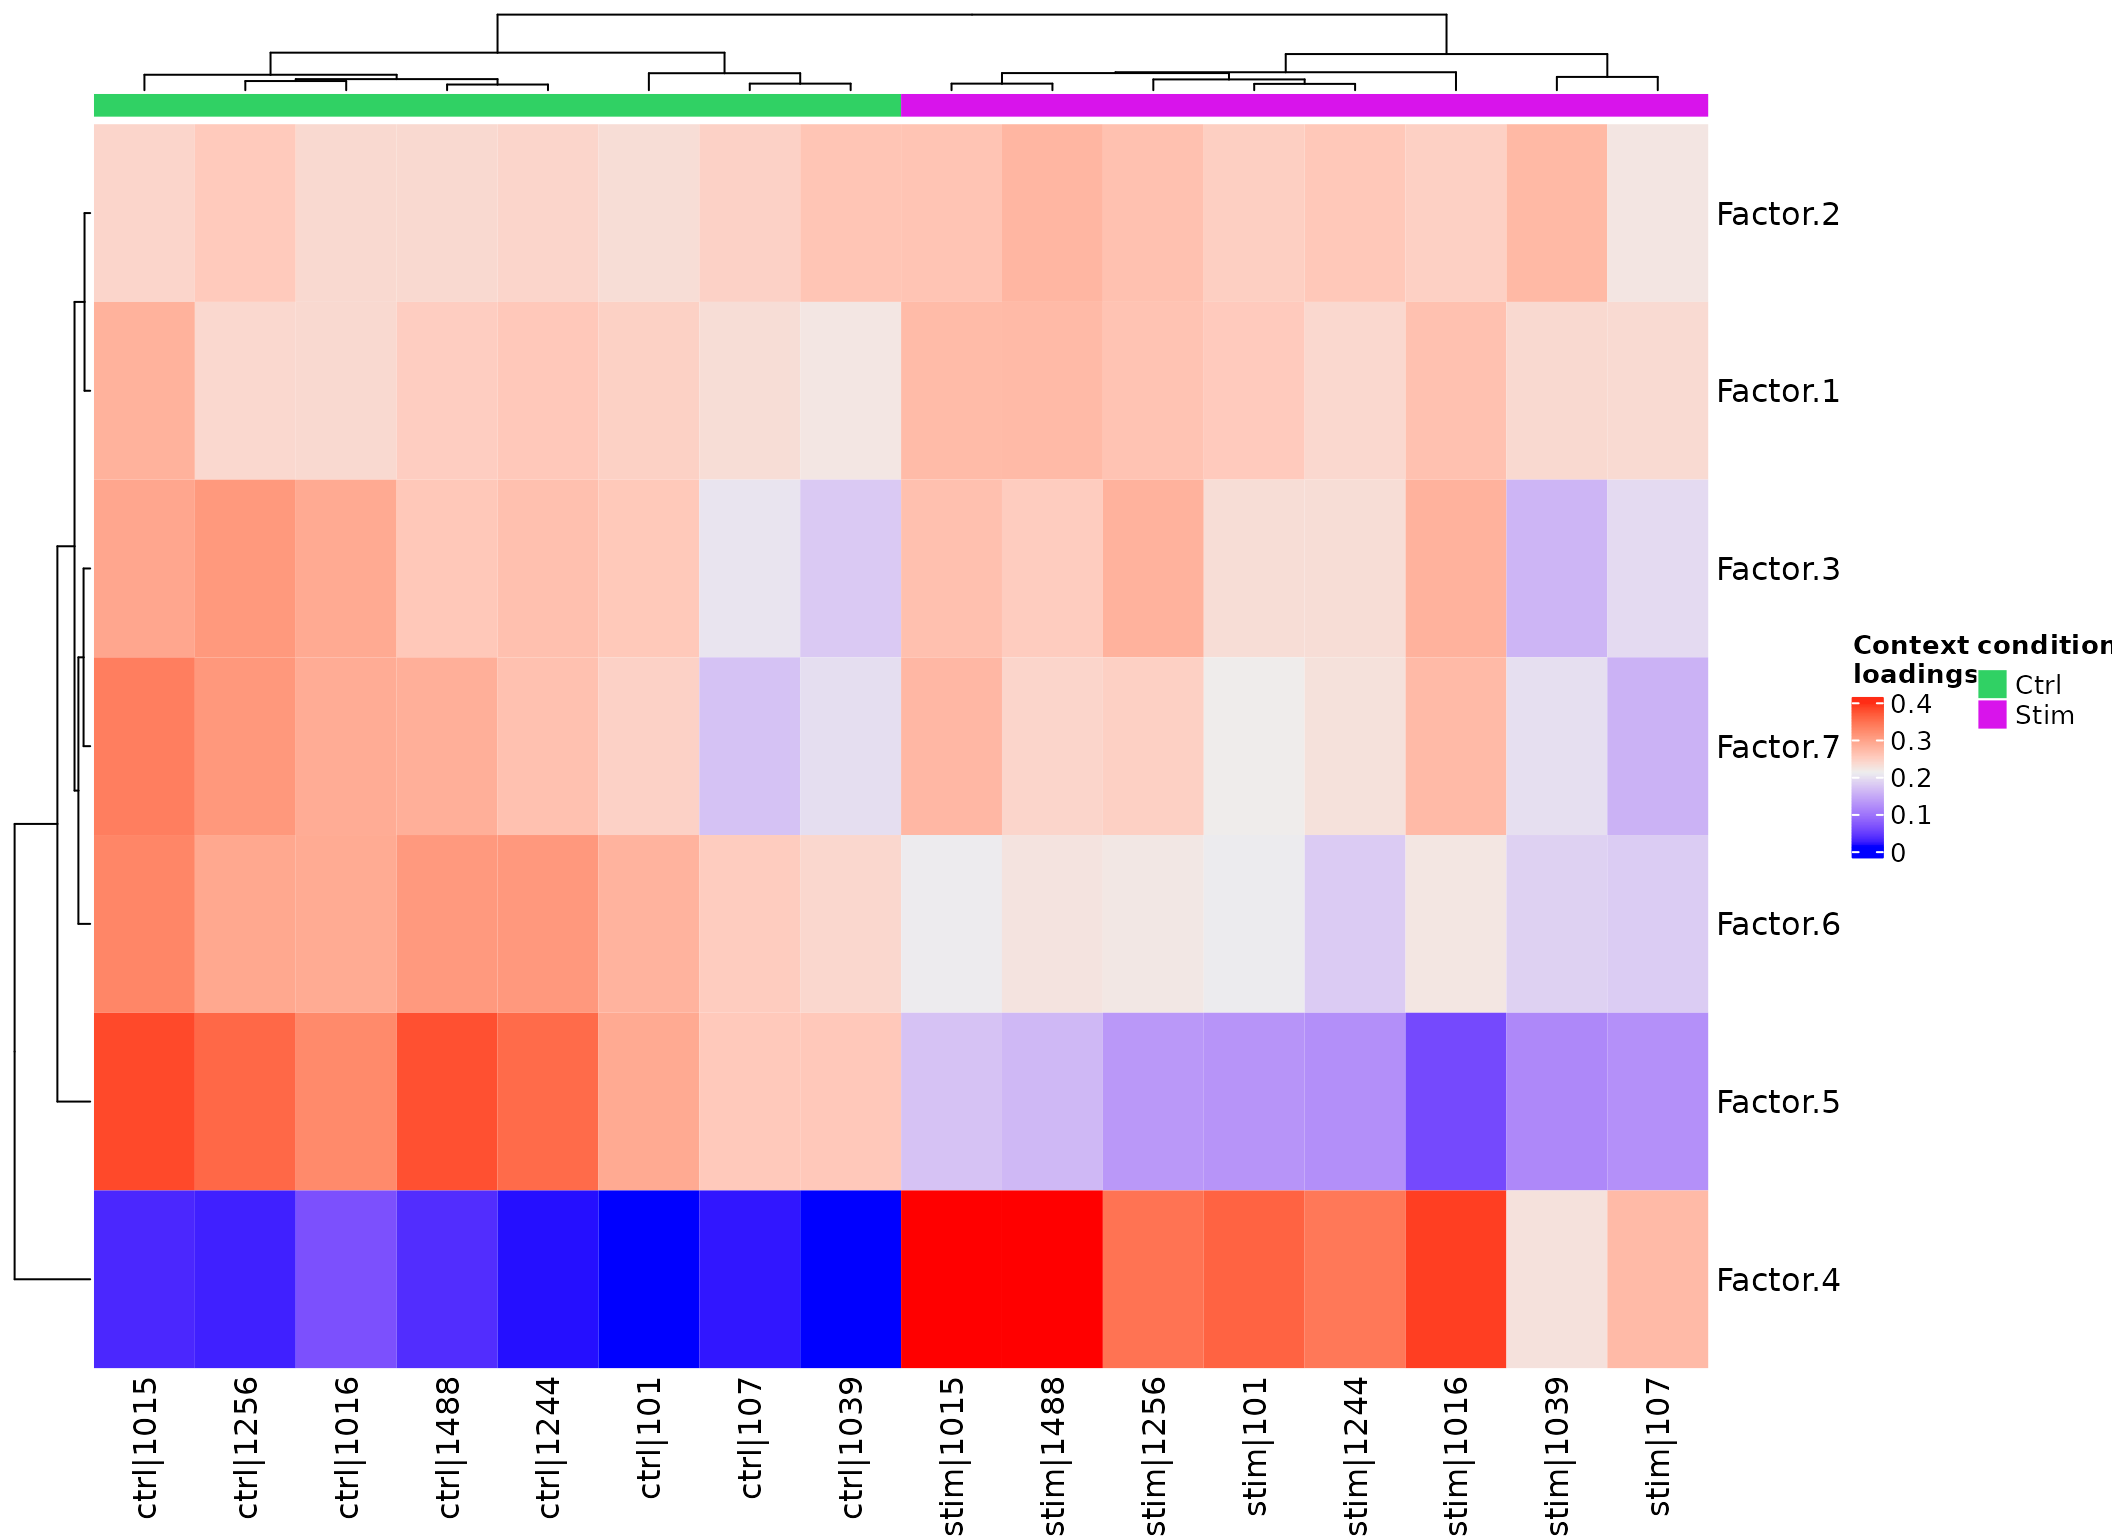 Factor.2
Factor.1
Factor.3
Factor.7
Factor.6
Factor.5
Factor.4
Context
loadings
0.4
0.3
0.2
0.1
0
condition
Ctrl
Stim
ctrl|1015
ctrl|1256
ctrl|1016
ctrl|1488
ctrl|1244
ctrl|101
ctrl|107
ctrl|1039
stim|1015
stim|1488
stim|1256
stim|101
stim|1244
stim|1016
stim|1039
stim|107